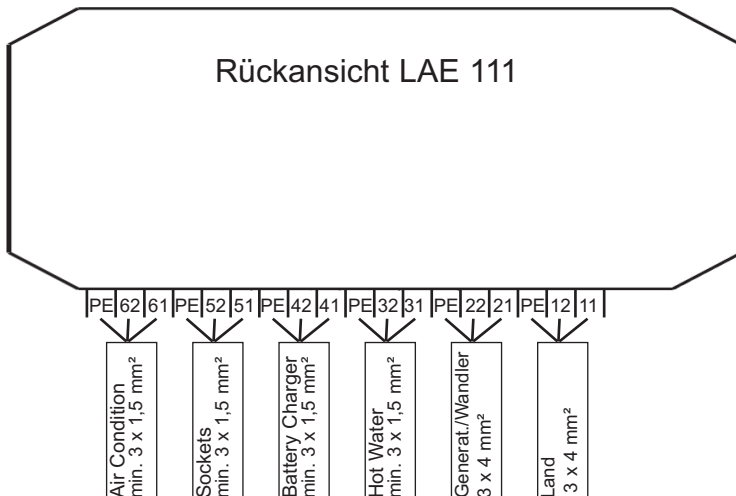 Rückansicht LAE 111
PE 62 61 PE 52 51 PE 42 41 PE 32 31 PE 22 21 PE 12 11
Air Condition
min. 3 x 1,5 mm²
Sockets
min. 3 x 1,5 mm²
Battery Charger
min. 3 x 1,5 mm²
Hot Water
min. 3 x 1,5 mm²
Generat./Wandler
3 x 4 mm²
Land
3 x 4 mm²